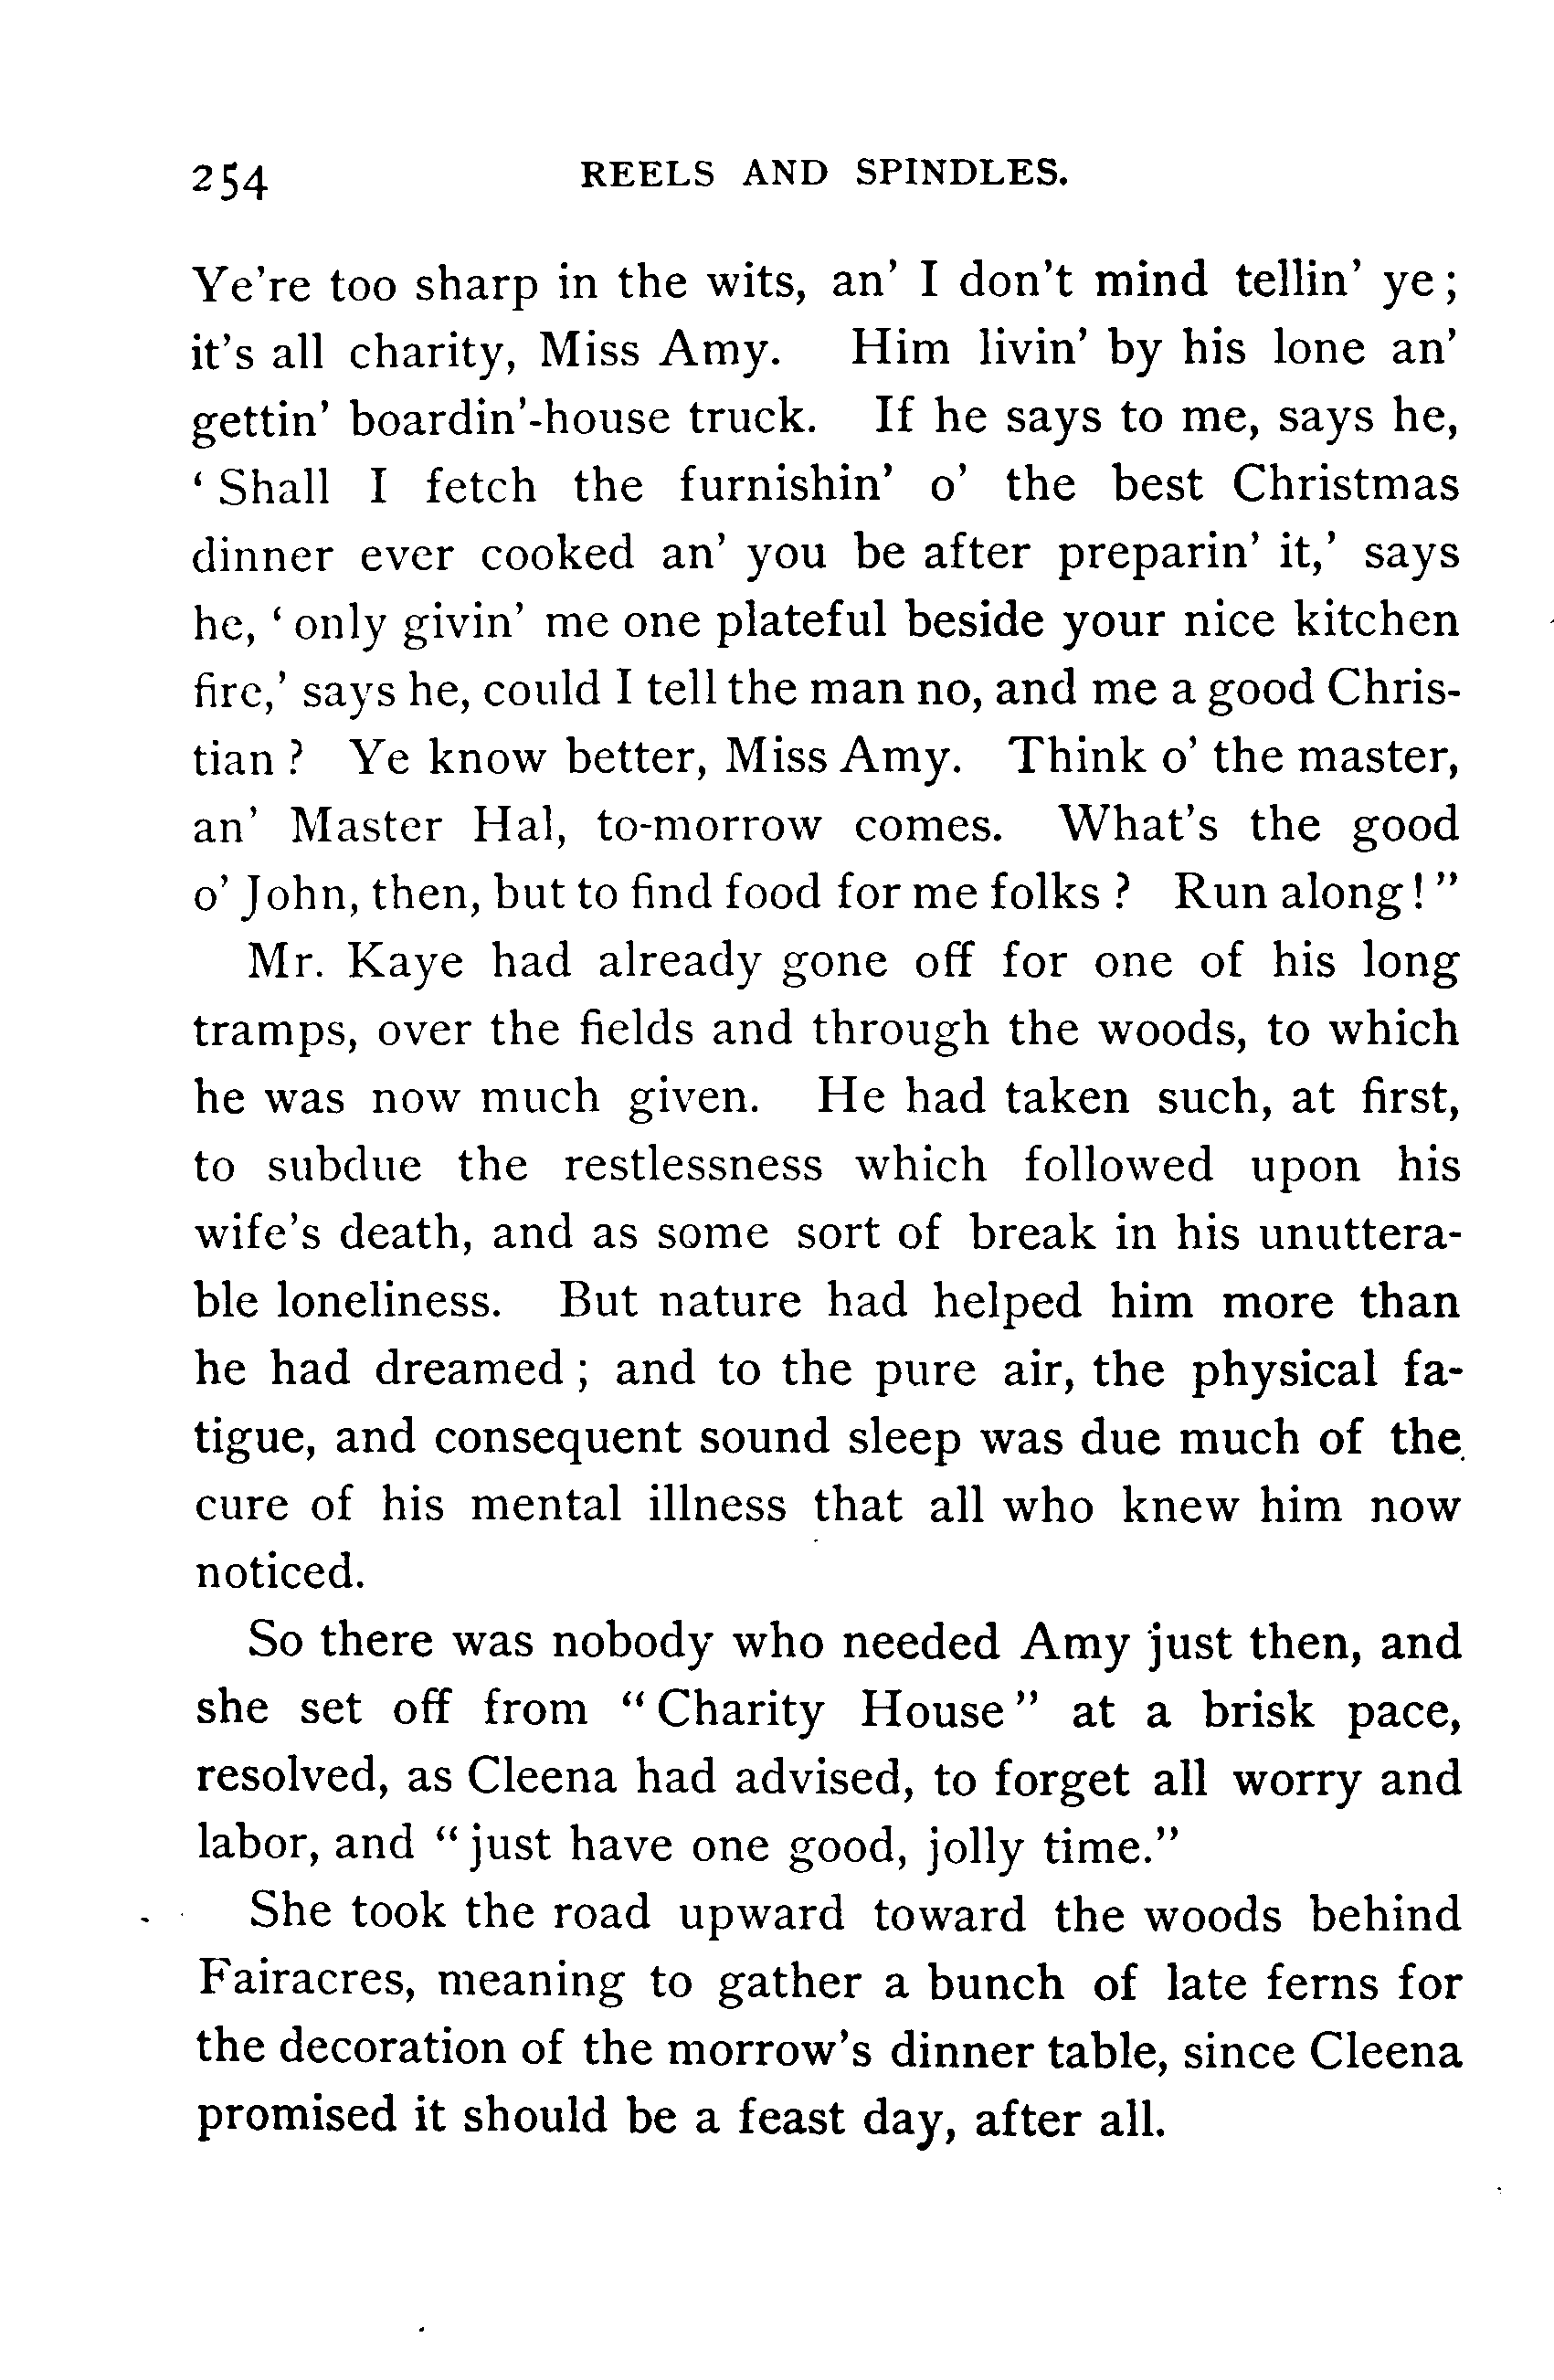 254 REELS AND SPINDLES.
Ye're too sharp in the wits, an' I don't mind tellin' ye;
it's all charity, Miss Amy. Him livin' by his lone an'
gettin' boardin'-house truck. If he says to me, says he,
‘Shall I fetch the furnishin' o' the best Christmas
dinner ever cooked an' you be after preparin' it,’ says
he, ‘only givin' me one plateful beside your nice kitchen
fire,’ says he, could I tell the man no, and me a good Chris-
tian? Ye know better, Miss Amy. Think o' the master,
an' Master Hal, to-morrow comes. What's the good
o' John, then, but to find food for me folks? Run along!”
Mr. Kaye had already gone off for one of his long
tramps, over the fields and through the woods, to which
he was now much given. He had taken such, at first,
to subdue the restlessness which followed upon his
wife's death, and as some sort of break in his unuttera-
ble loneliness. But nature had helped him more than
he had dreamed; and to the pure air, the physical fa-
tigue, and consequent sound sleep was due much of the
cure of his mental illness that all who knew him now
noticed.
So there was nobody who needed Amy just then, and
she set off from “Charity House” at a brisk pace,
resolved, as Cleena had advised, to forget all worry and
labor, and “just have one good, jolly time.”
She took the road upward toward the woods behind
Fairacres, meaning to gather a bunch of late ferns for
the decoration of the morrow's dinner table, since Cleena
promised it should be a feast day, after all.